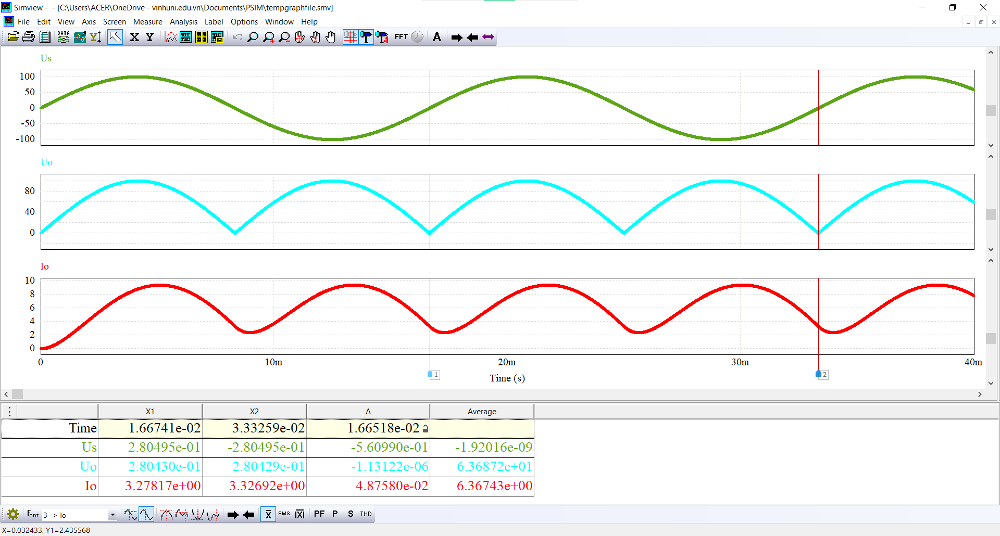 Simview - - [C:\Users\ACER\OneDrive - vinhuni.edu.vn\Documents\PSIM\tempgraphfile.smv]
File Edit View Axis Screen Measure Analysis Label Options Window Help
DATA Y X Y FFT A
Us
100
50
0
-50
-100
Uo
80
40
0
Io
10
8
6
4
2
0
0 10m 20m 30m 40m
1 2
Time (s)
X1 X2 Δ Average
Time 1.66741e-02 3.33259e-02 1.66518e-02
Us 2.80495e-01 -2.80495e-01 -5.60990e-01 -1.92016e-09
Uo 2.80430e-01 2.80429e-01 -1.13122e-06 6.36872e+01
Io 3.27817e+00 3.32692e+00 4.87580e-02 6.36743e+00
Font 3 -> Io x̄ RMS |X| PF P S THD
X=0.032433, Y1=2.435568